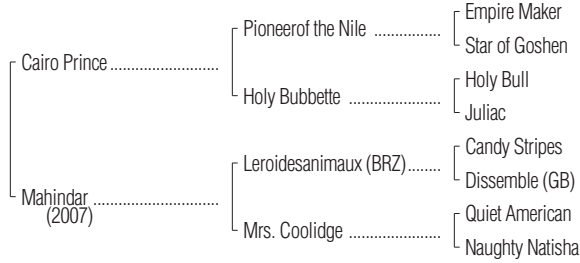 Empire Maker
Pioneerof the Nile ..................
Star of Goshen
Cairo Prince ........................
Holy Bull
Holy Bubbette .....................
Juliac
Candy Stripes
Leroidesanimaux (BRZ)........
Dissemble (GB)
Mahindar ............................
(2007)
Quiet American
Mrs. Coolidge .....................
Naughty Natisha